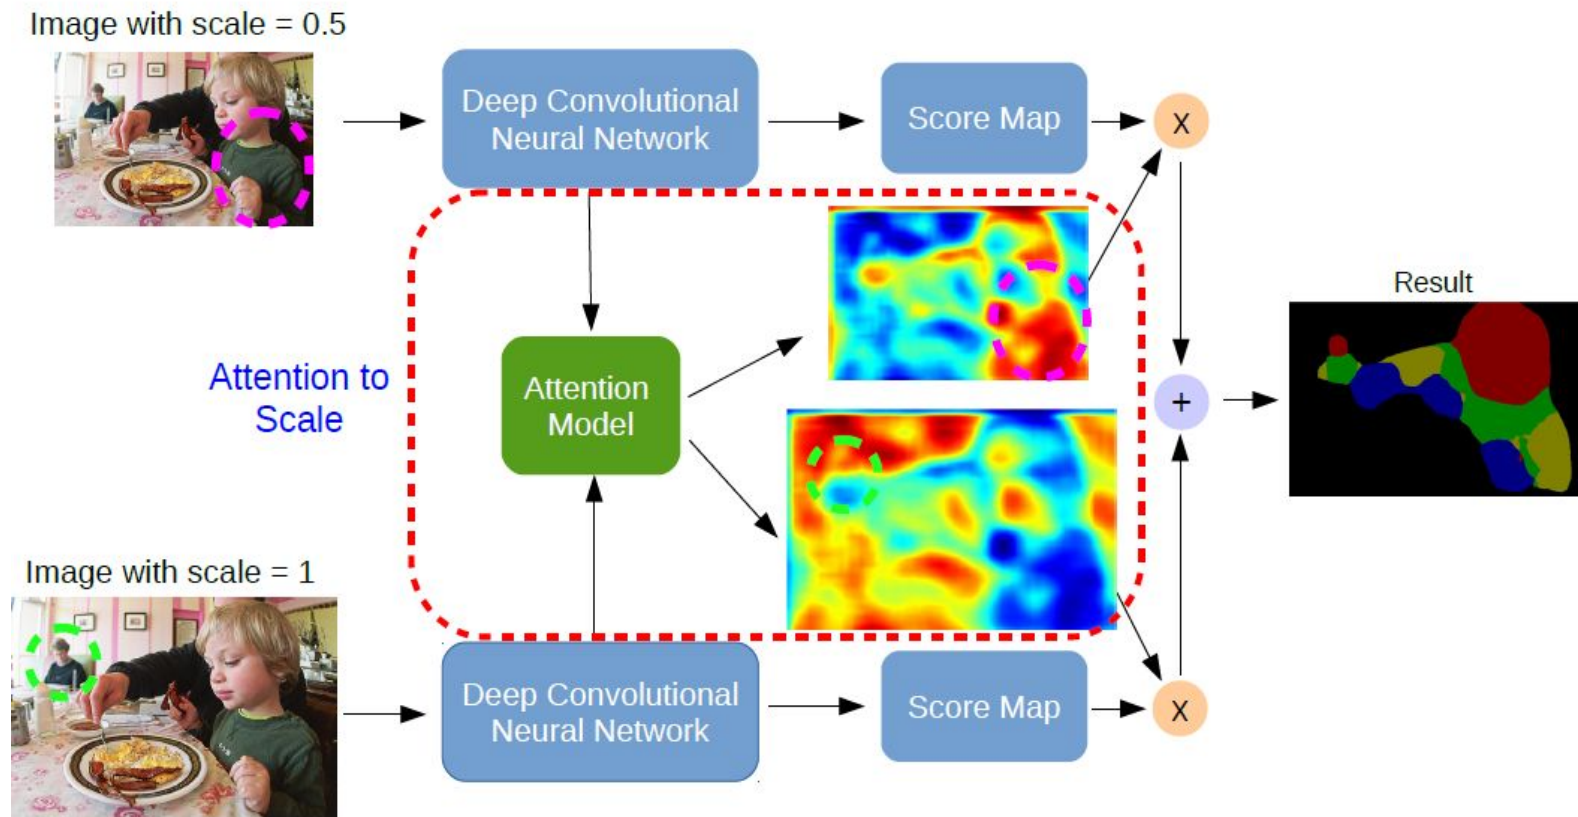 Image with scale = 0.5
Deep Convolutional
Neural Network
Score Map
X
Attention to
Scale
Attention
Model
Result
+
Image with scale = 1
Deep Convolutional
Neural Network
Score Map
X